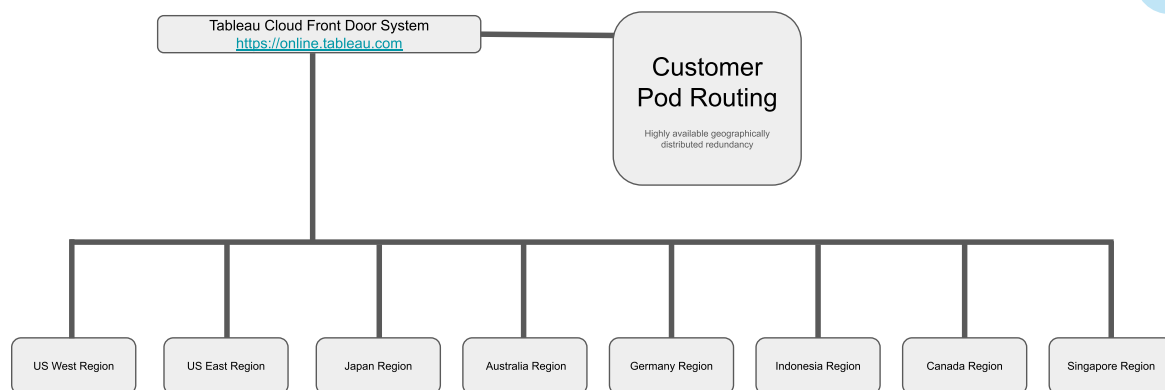 Tableau Cloud Front Door System
https://online.tableau.com
Customer
Pod Routing
Highly available geographically
distributed redundancy
US West Region
US East Region
Japan Region
Australia Region
Germany Region
Indonesia Region
Canada Region
Singapore Region